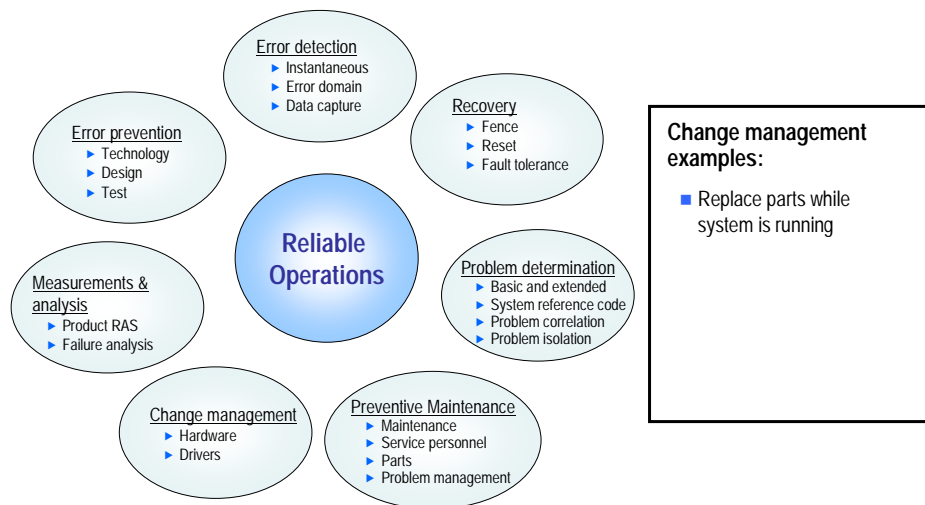 Error detection
Instantaneous
Error domain
Data capture
Recovery
Fence
Reset
Fault tolerance
Error prevention
Technology
Design
Test
Reliable
Operations
Problem determination
Basic and extended
System reference code
Problem correlation
Problem isolation
Measurements &
analysis
Product RAS
Failure analysis
Change management
Hardware
Drivers
Preventive Maintenance
Maintenance
Service personnel
Parts
Problem management
Change management
examples:
Replace parts while
system is running